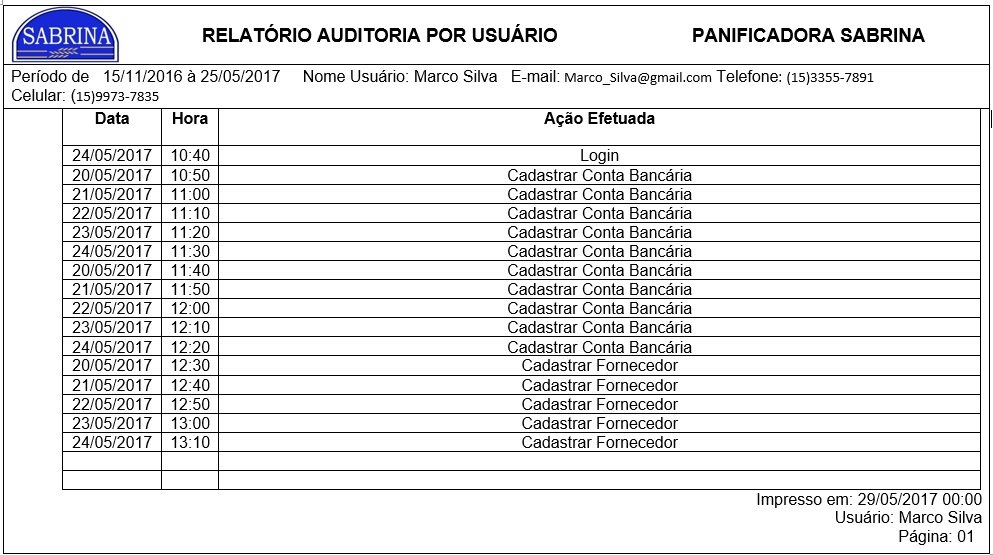 SABRINA RELATÓRIO AUDITORIA POR USUÁRIO PANIFICADORA SABRINA
Período de 15/11/2016 à 25/05/2017 Nome Usuário: Marco Silva E-mail: Marco_Silva@gmail.com Telefone: (15)3355-7891
Celular: (15)9973-7835
Data Hora Ação Efetuada
24/05/2017 10:40 Login
20/05/2017 10:50 Cadastrar Conta Bancária
21/05/2017 11:00 Cadastrar Conta Bancária
22/05/2017 11:10 Cadastrar Conta Bancária
23/05/2017 11:20 Cadastrar Conta Bancária
24/05/2017 11:30 Cadastrar Conta Bancária
20/05/2017 11:40 Cadastrar Conta Bancária
21/05/2017 11:50 Cadastrar Conta Bancária
22/05/2017 12:00 Cadastrar Conta Bancária
23/05/2017 12:10 Cadastrar Conta Bancária
24/05/2017 12:20 Cadastrar Conta Bancária
20/05/2017 12:30 Cadastrar Fornecedor
21/05/2017 12:40 Cadastrar Fornecedor
22/05/2017 12:50 Cadastrar Fornecedor
23/05/2017 13:00 Cadastrar Fornecedor
24/05/2017 13:10 Cadastrar Fornecedor
Impresso em: 29/05/2017 00:00
Usuário: Marco Silva
Página: 01